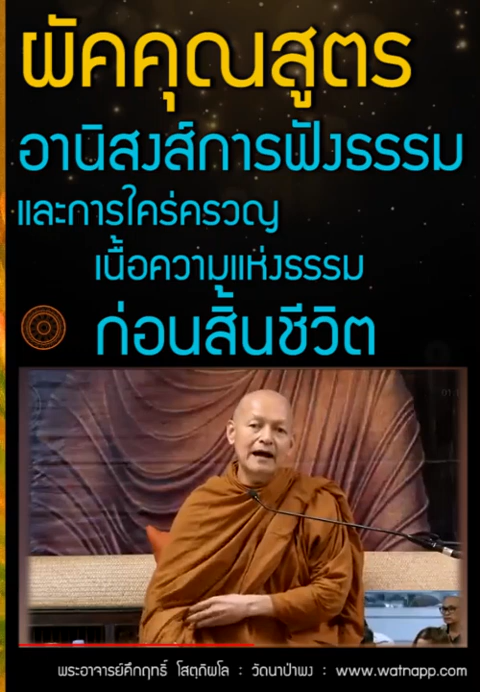 ผัคคุณสูตร
อานิสงส์การฟังธรรม
และการใคร่ครวญ
เนื้อความแห่งธรรม
ก่อนสิ้นชีวิต
พระอาจารย์คึกฤทธิ์ โสตฺถิผโล : วัดนาป่าพง : www.watnapp.com